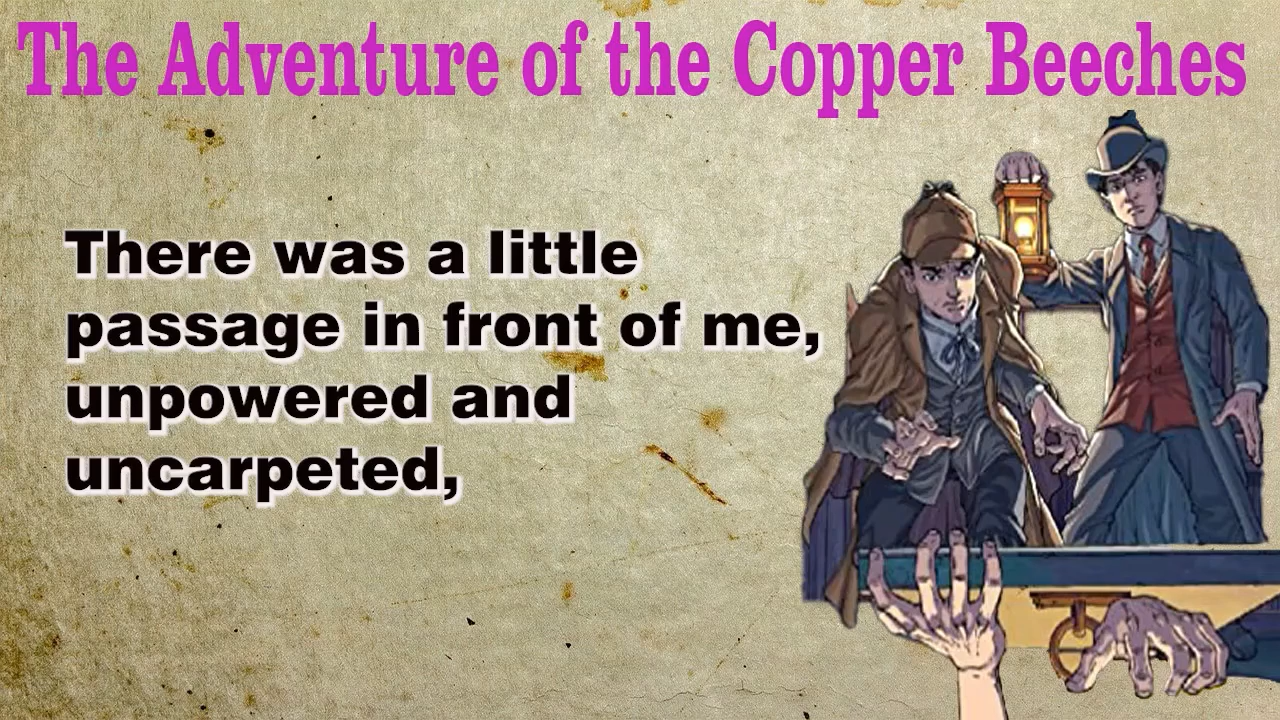 The Adventure of the Copper Beeches
There was a little
passage in front of me,
unpowered and
uncarpeted,